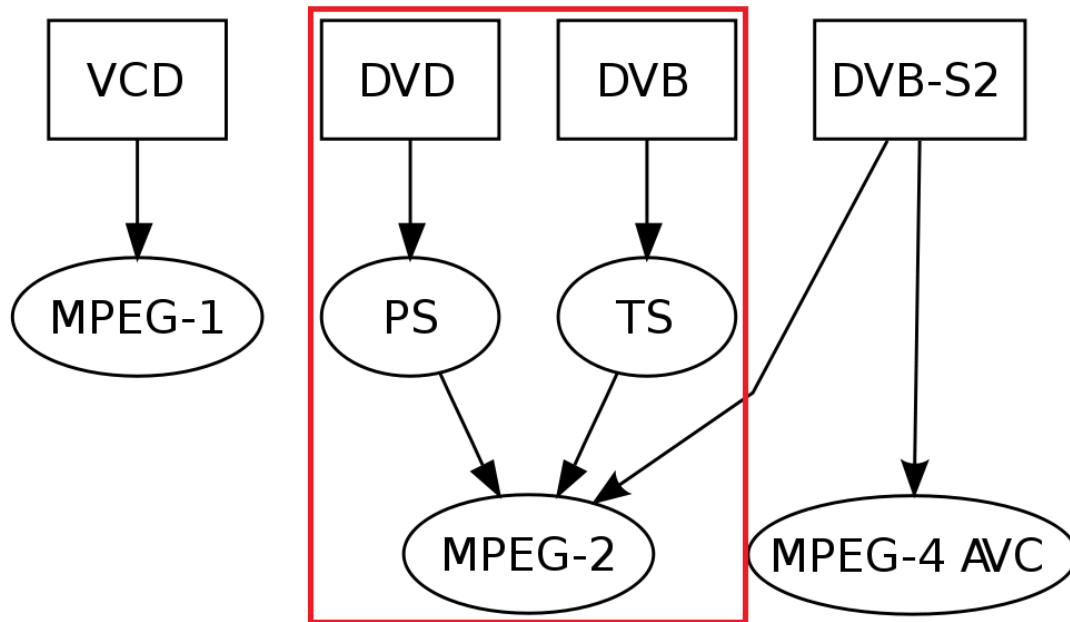 VCD
DVD
DVB
DVB-S2
MPEG-1
PS
TS
MPEG-2
MPEG-4 AVC